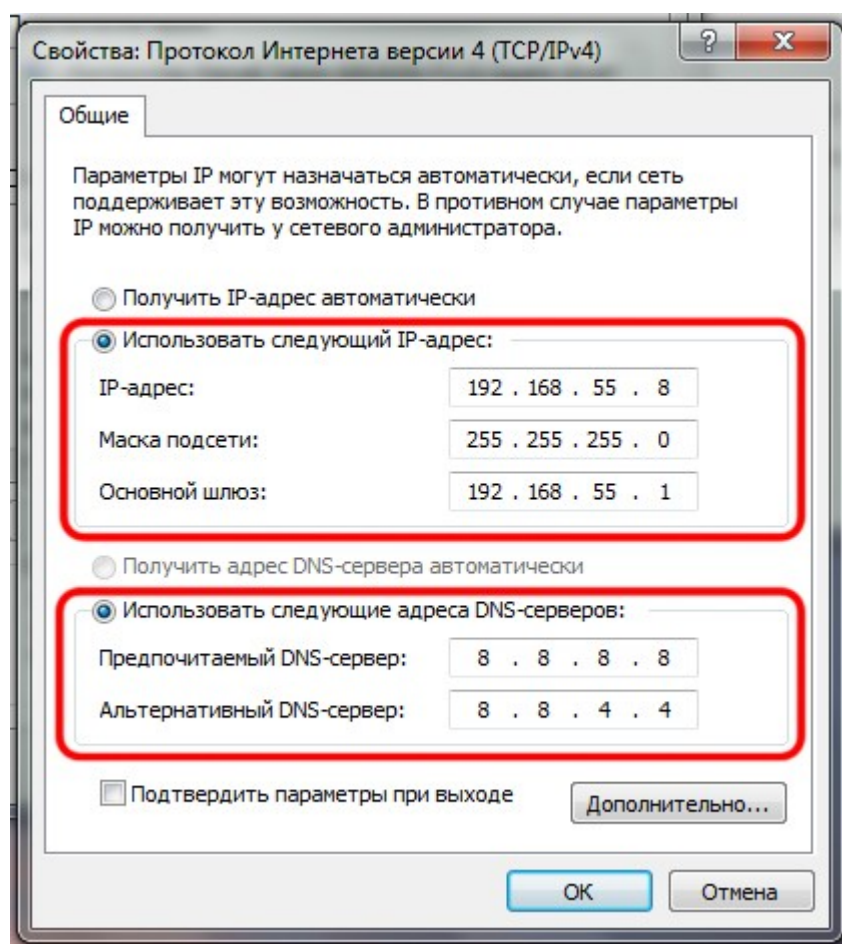 Свойства: Протокол Интернета версии 4 (TCP/IPv4)
Общие
Параметры IP могут назначаться автоматически, если сеть
поддерживает эту возможность. В противном случае параметры
IP можно получить у сетевого администратора.
Получить IP-адрес автоматически
Использовать следующий IP-адрес:
IP-адрес: 192 . 168 . 55 . 8
Маска подсети: 255 . 255 . 255 . 0
Основной шлюз: 192 . 168 . 55 . 1
Получить адрес DNS-сервера автоматически
Использовать следующие адреса DNS-серверов:
Предпочитаемый DNS-сервер: 8 . 8 . 8 . 8
Альтернативный DNS-сервер: 8 . 8 . 4 . 4
Подтвердить параметры при выходе
Дополнительно...
ОК Отмена